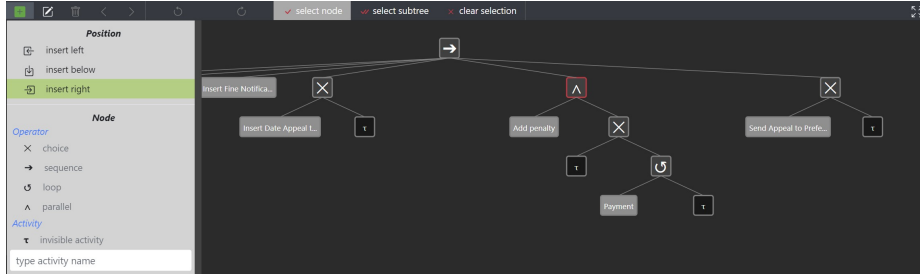 select node
select subtree
clear selection
Position
insert left
insert below
insert right
Node
Operator
choice
sequence
loop
parallel
Activity
τ invisible activity
type activity name
Insert Fine Notifica...
Insert Date Appeal t...
τ
Add penalty
Send Appeal to Prefe...
τ
τ
Payment
τ